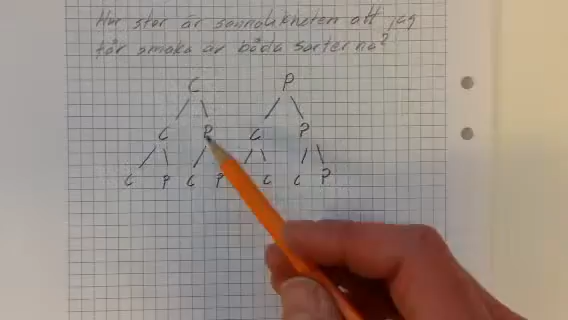 Hur stor är sannolikheten att jag
får smaka av båda sorterna?
C P
C P C P
C P C P C C P